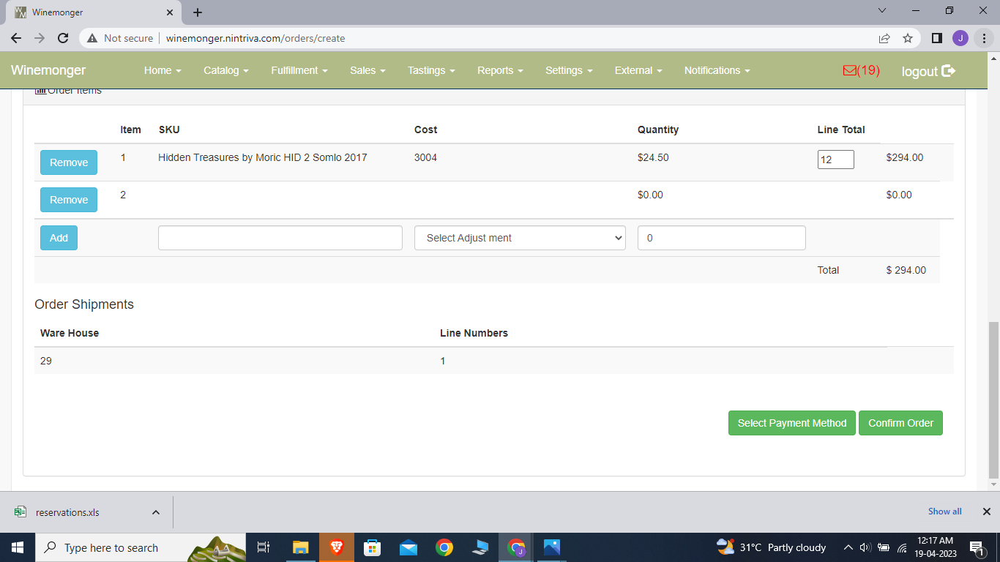 Winemonger
Not secure winemonger.nintriva.com/orders/create
J
Winemonger Home Catalog Fulfillment Sales Tastings Reports Settings External Notifications (19) logout
Order Items
Item SKU Cost Quantity Line Total
Remove 1 Hidden Treasures by Moric HID 2 Somlo 2017 3004 $24.50 12 $294.00
Remove 2 $0.00 $0.00
Add Select Adjust ment 0
Total $ 294.00
Order Shipments
Ware House Line Numbers
29 1
Select Payment Method Confirm Order
reservations.xls Show all
Type here to search 31°C Partly cloudy 12:17 AM
19-04-2023 1